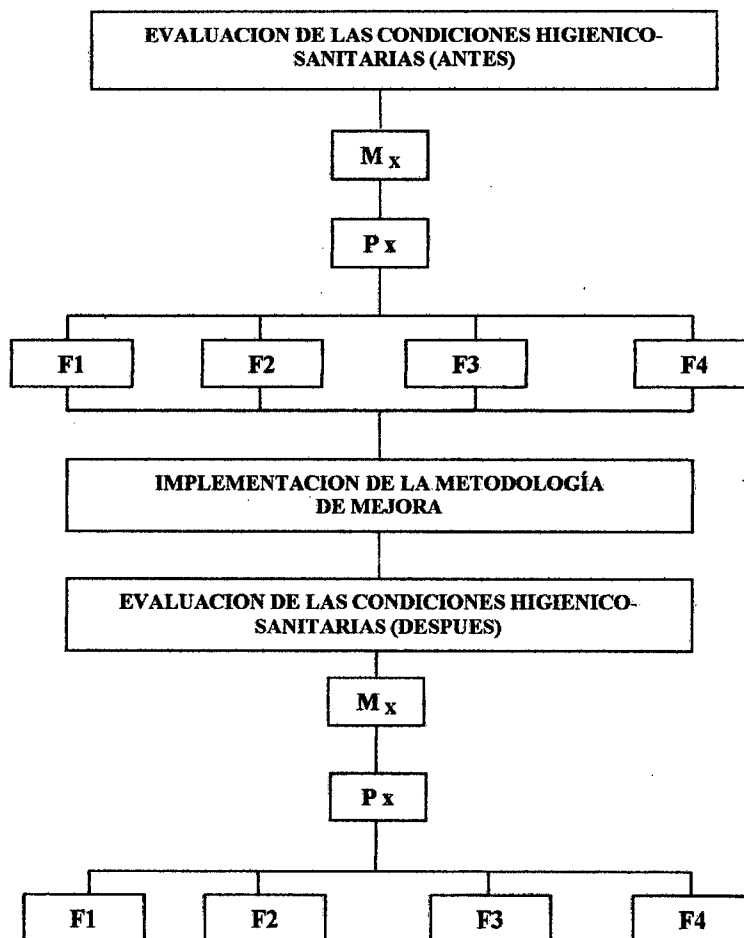 EVALUACION DE LAS CONDICIONES HIGIENICO-
SANITARIAS (ANTES)
M x
P x
F1 F2 F3 F4
IMPLEMENTACION DE LA METODOLOGÍA
DE MEJORA
EVALUACION DE LAS CONDICIONES HIGIENICO-
SANITARIAS (DESPUES)
M x
P x
F1 F2 F3 F4